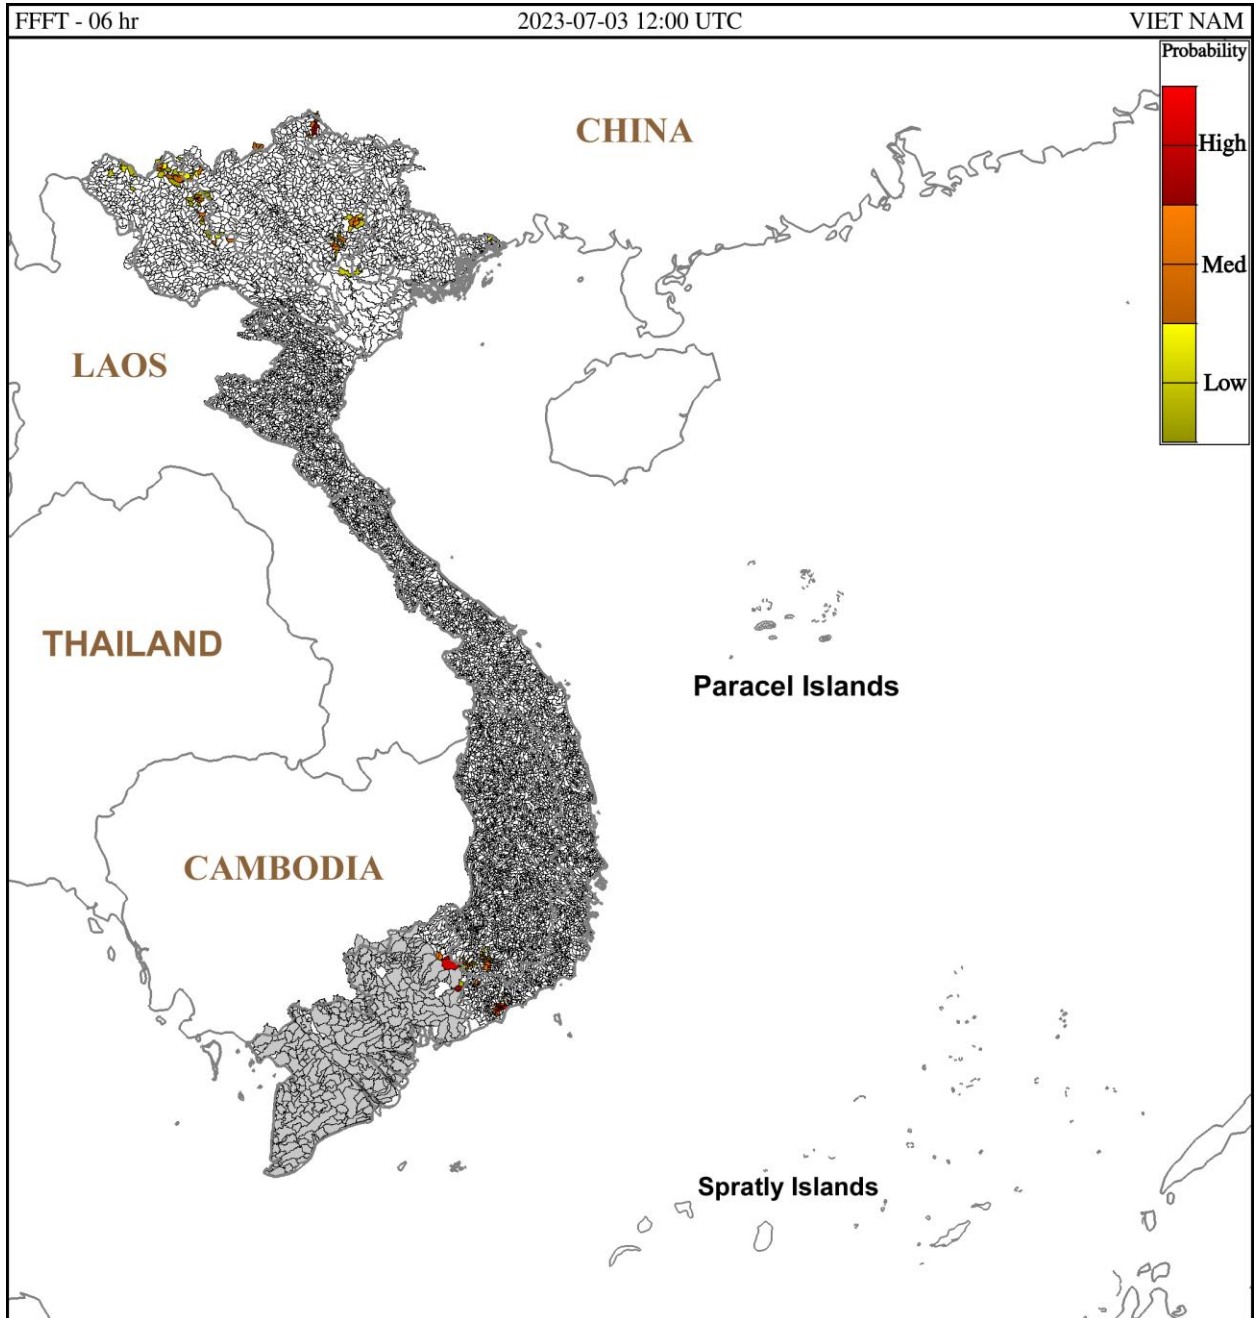 FFFT - 06 hr
2023-07-03 12:00 UTC
VIET NAM
Probability
High
Med
Low
CHINA
LAOS
THAILAND
Paracel Islands
CAMBODIA
Spratly Islands